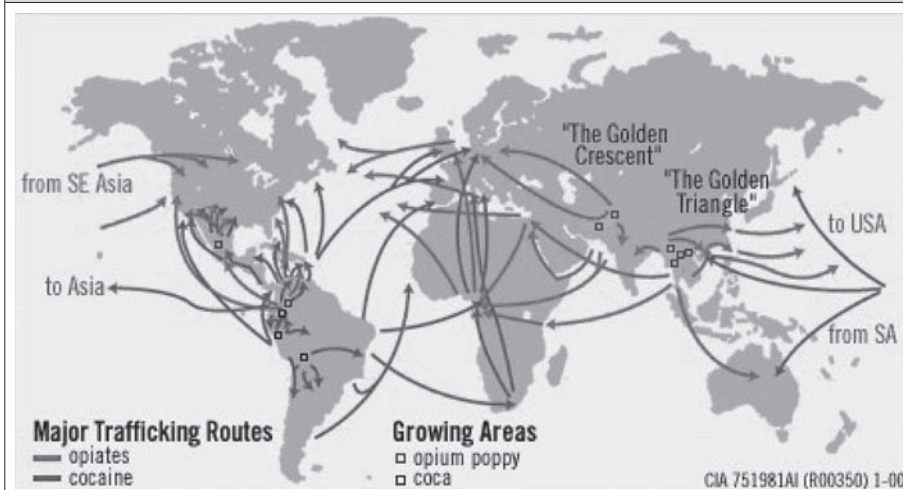 "The Golden
Crescent"
"The Golden
Triangle"
from SE Asia
to USA
to Asia
from SA
Major Trafficking Routes
opiates
cocaine
Growing Areas
opium poppy
coca
CIA 751981AI (R00350) 1-00